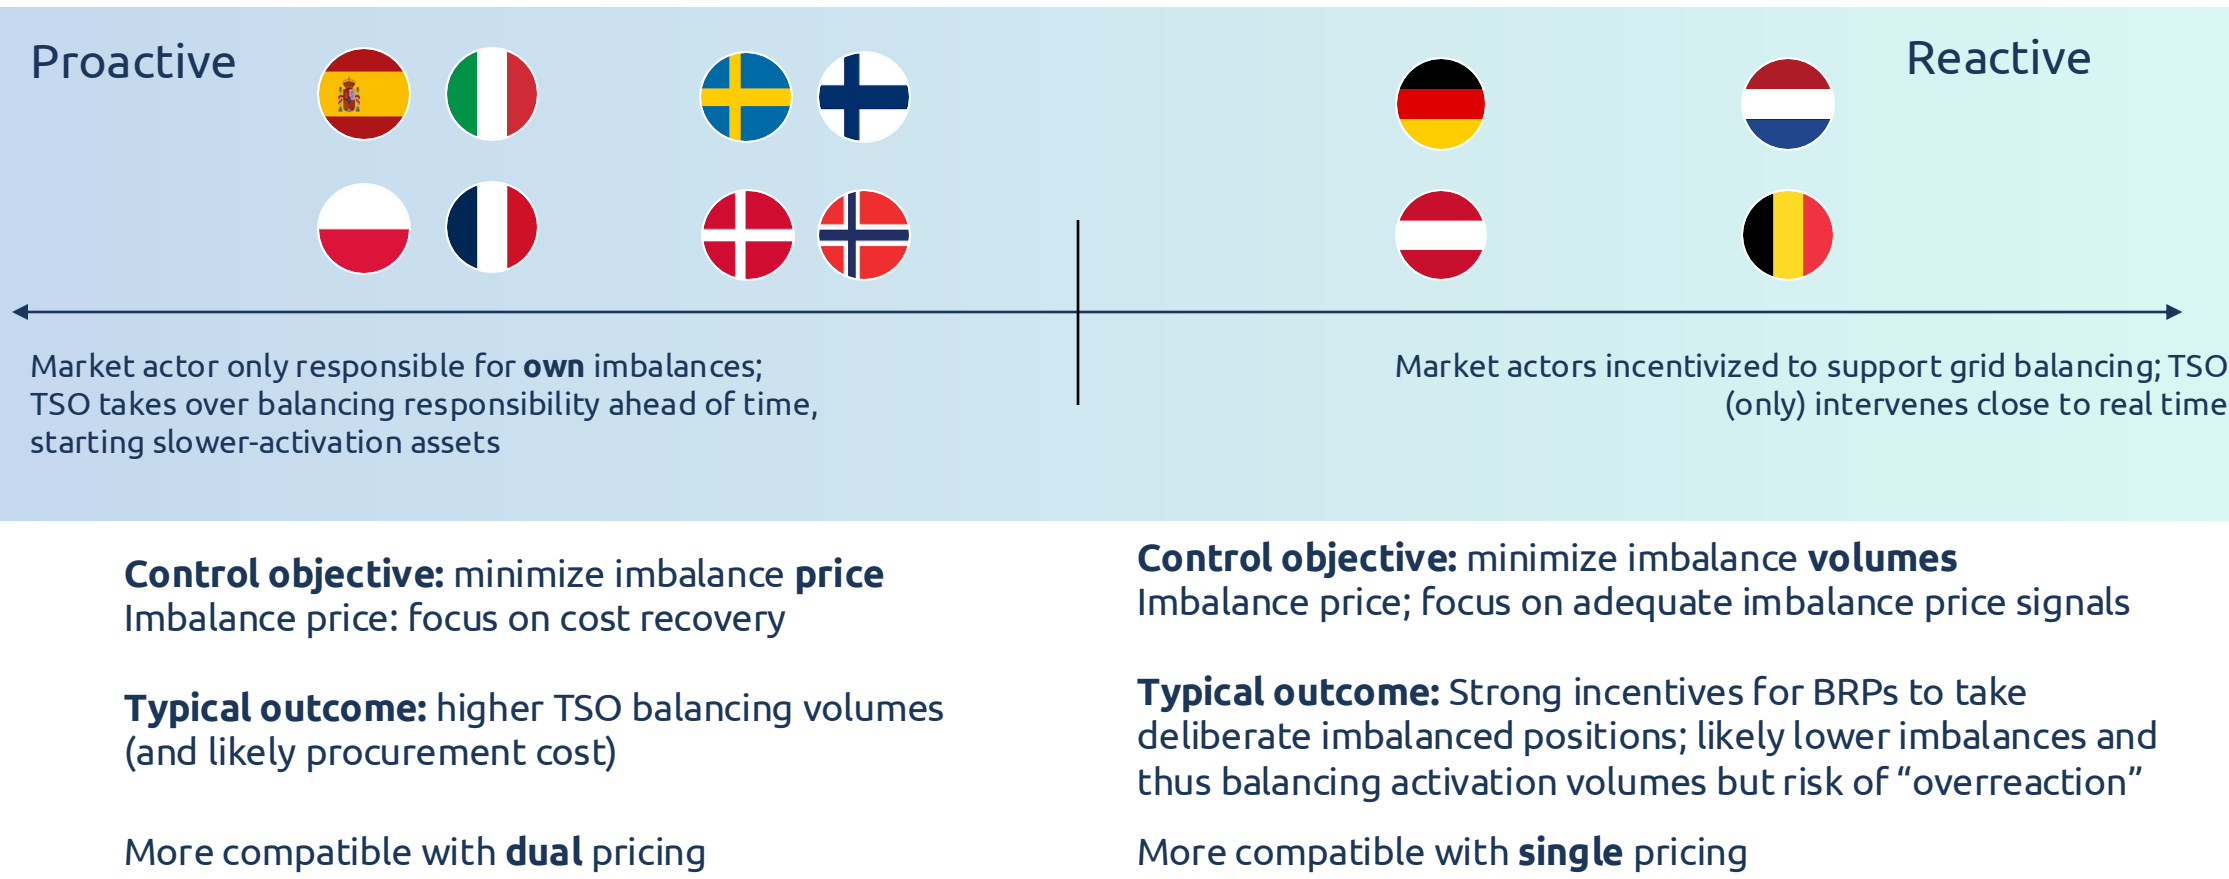 Proactive
Reactive
Market actor only responsible for own imbalances;
TSO takes over balancing responsibility ahead of time,
starting slower-activation assets
Market actors incentivized to support grid balancing; TSO
(only) intervenes close to real time
Control objective: minimize imbalance price
Imbalance price: focus on cost recovery
Typical outcome: higher TSO balancing volumes
(and likely procurement cost)
More compatible with dual pricing
Control objective: minimize imbalance volumes
Imbalance price; focus on adequate imbalance price signals
Typical outcome: Strong incentives for BRPs to take
deliberate imbalanced positions; likely lower imbalances and
thus balancing activation volumes but risk of “overreaction”
More compatible with single pricing